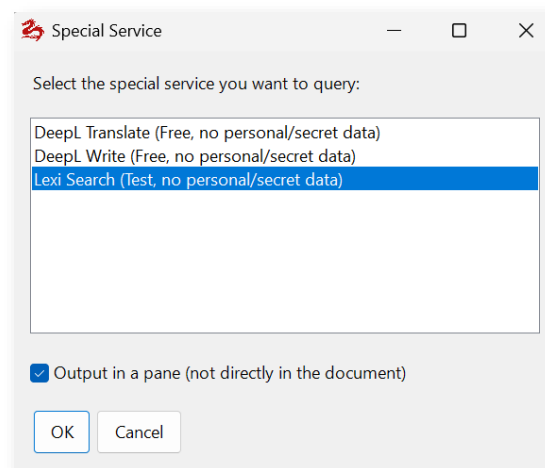 Special Service
Select the special service you want to query:
DeepL Translate (Free, no personal/secret data)
DeepL Write (Free, no personal/secret data)
Lexi Search (Test, no personal/secret data)
Output in a pane (not directly in the document)
OK Cancel